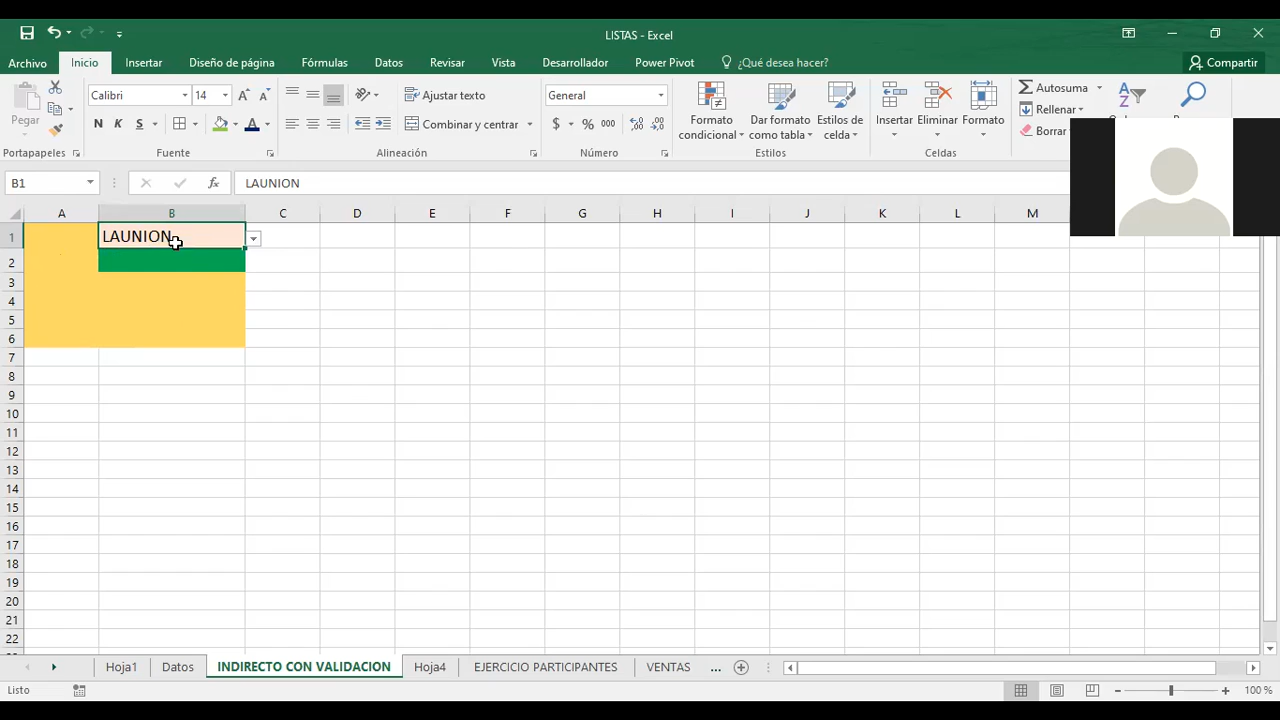 LISTAS - Excel
Archivo Inicio Insertar Diseño de página Fórmulas Datos Revisar Vista Desarrollador Power Pivot ¿Qué desea hacer? Compartir
Pegar
Calibri 14
N K S
Ajustar texto
Combinar y centrar
General
$ % 000
Formato condicional
Dar formato como tabla
Estilos de celda
Insertar
Eliminar
Formato
Autosuma
Rellenar
Borrar
Portapapeles Fuente Alineación Número Estilos Celdas
B1 fx LAUNION
A B C D E F G H I J K L M
1 LAUNION
2
3
4
5
6
7
8
9
10
11
12
13
14
15
16
17
18
19
20
21
22
Hoja1 Datos INDIRECTO CON VALIDACION Hoja4 EJERCICIO PARTICIPANTES VENTAS ...
Listo 100 %